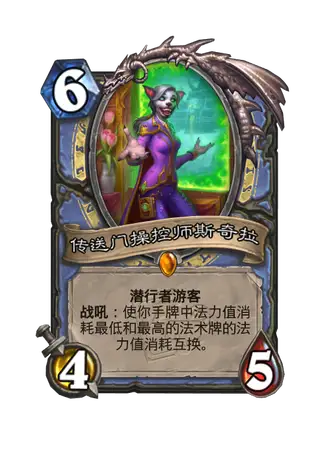 6
传送门操控师斯奇拉
潜行者游客
战吼：使你手牌中法力值消
耗最低和最高的法术牌的法
力值消耗互换。
4
5